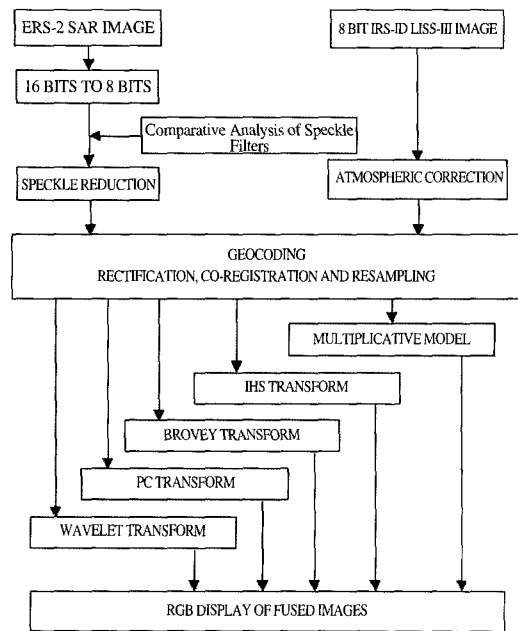 ERS-2 SAR IMAGE
8 BIT IRS-ID LISS-III IMAGE
16 BITS TO 8 BITS
Comparative Analysis of Speckle
Filters
SPECKLE REDUCTION
ATMOSPHERIC CORRECTION
GEOCODING
RECTIFICATION, CO-REGISTRATION AND RESAMPLING
MULTIPLICATIVE MODEL
IHS TRANSFORM
BROVEY TRANSFORM
PC TRANSFORM
WAVELET TRANSFORM
RGB DISPLAY OF FUSED IMAGES